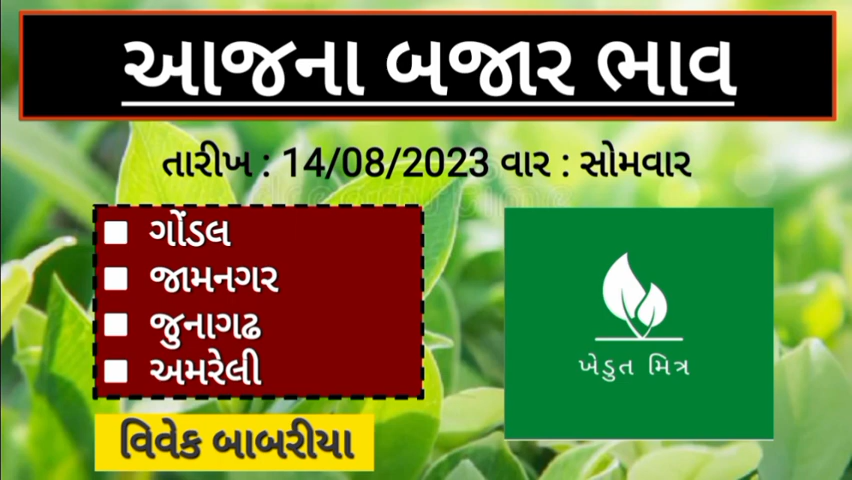 આજના બજાર ભાવ
તારીખ : 14/08/2023 વાર : સોમવાર
ગોંડલ
જામનગર
જુનાગઢ
અમરેલી
ખેડુત મિત્ર
વિવેક બાબરીયા